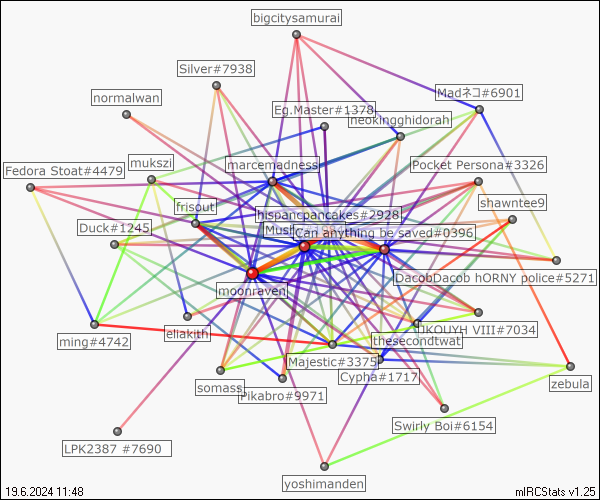 bigcitysamurai
Silver#7938
Madネコ#6901
normalwan
Eg.Master#1378
neokingghidorah
mukszi
marcemadness
Pocket Persona#3326
Fedora Stoat#4479
shawntee9
frisout
hispancpancakes#2928
Duck#1245
Can anything be saved#0396
DacobDacob hORNY police#5271
moonraven
eliakith
KOUYH VIII#7034
ming#4742
thesecondtwat
Majestic#3375
Cypha#1717
zebula
somass
Pikabro#9971
Swirly Boi#6154
LPK2387 #7690
yoshimanden
19.6.2024 11:48
mIRCStats v1.25